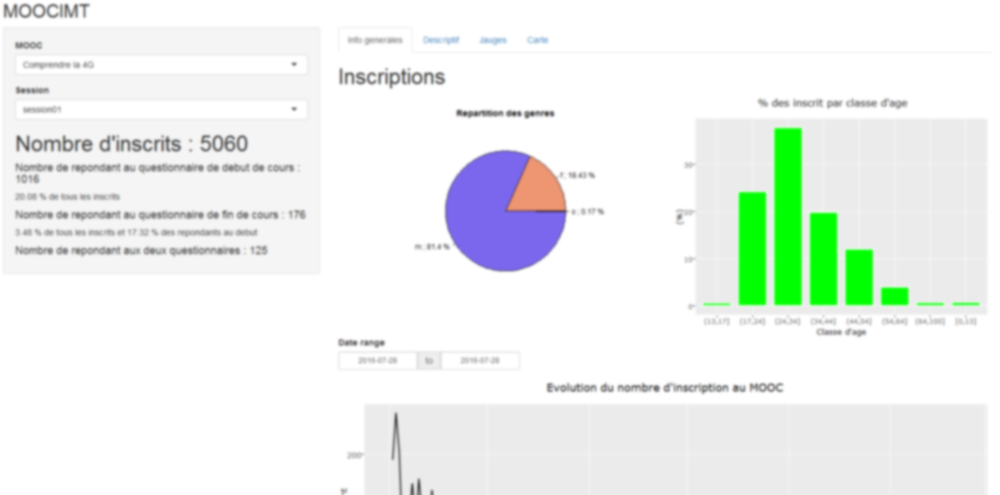 MOOCIMT
MOOC
Comprendre la 4G
Session
session01
Nombre d'inscrits : 5060
Nombre de repondant au questionnaire de debut de cours :
1016
20.08 % de tous les inscrits
Nombre de repondant au questionnaire de fin de cours : 176
3.48 % de tous les inscrits et 17.32 % des repondants au debut
Nombre de repondant aux deux questionnaires : 125
Info generales
Descriptif
Jauges
Carte
Inscriptions
Repartition des genres
f ; 18.43 %
o ; 0.17 %
m ; 81.4 %
% des inscrit par classe d'age
(%)
30
20
10
0
(13,17]
(17,24]
(24,34]
(34,44]
(44,54]
(54,64]
(64,100]
[0,13]
Classe d'age
Date range
2016-07-28
to
2016-07-28
Evolution du nombre d'inscription au MOOC
200